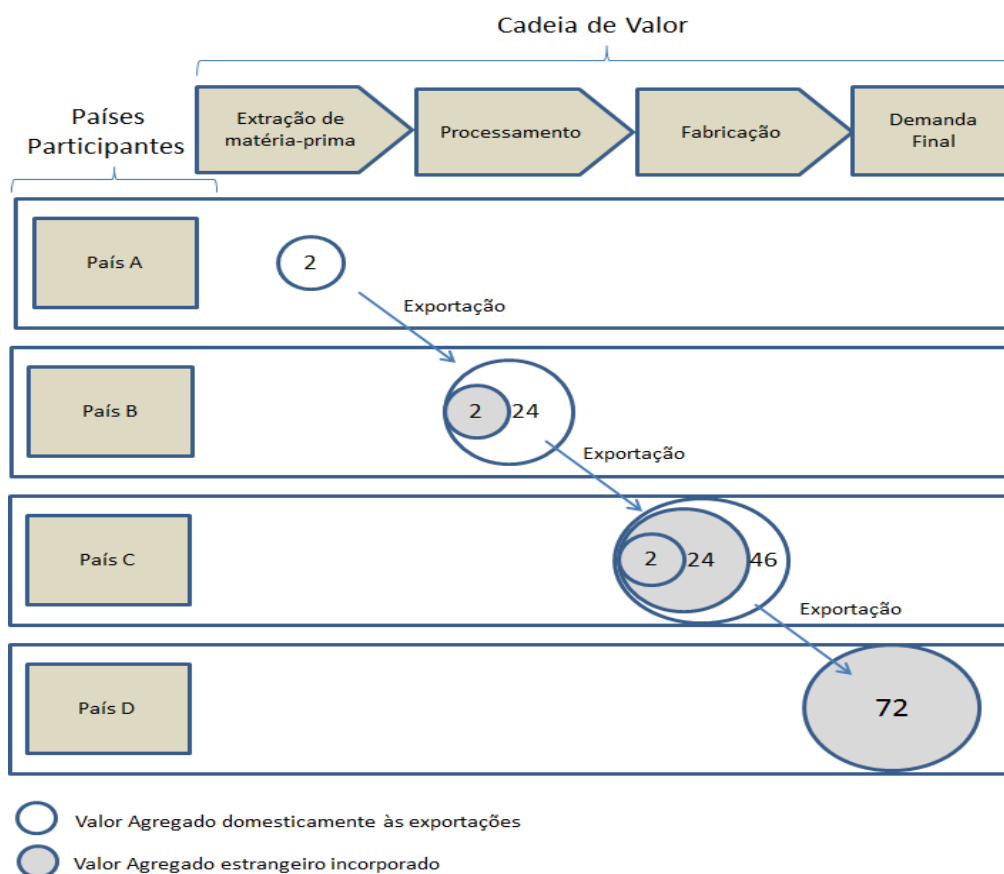 Cadeia de Valor
Países
Participantes
Extração de
matéria-prima
Processamento
Fabricação
Demanda
Final
País A
2
Exportação
País B
2
24
Exportação
País C
2
24
46
Exportação
País D
72
Valor Agregado domesticamente às exportações
Valor Agregado estrangeiro incorporado